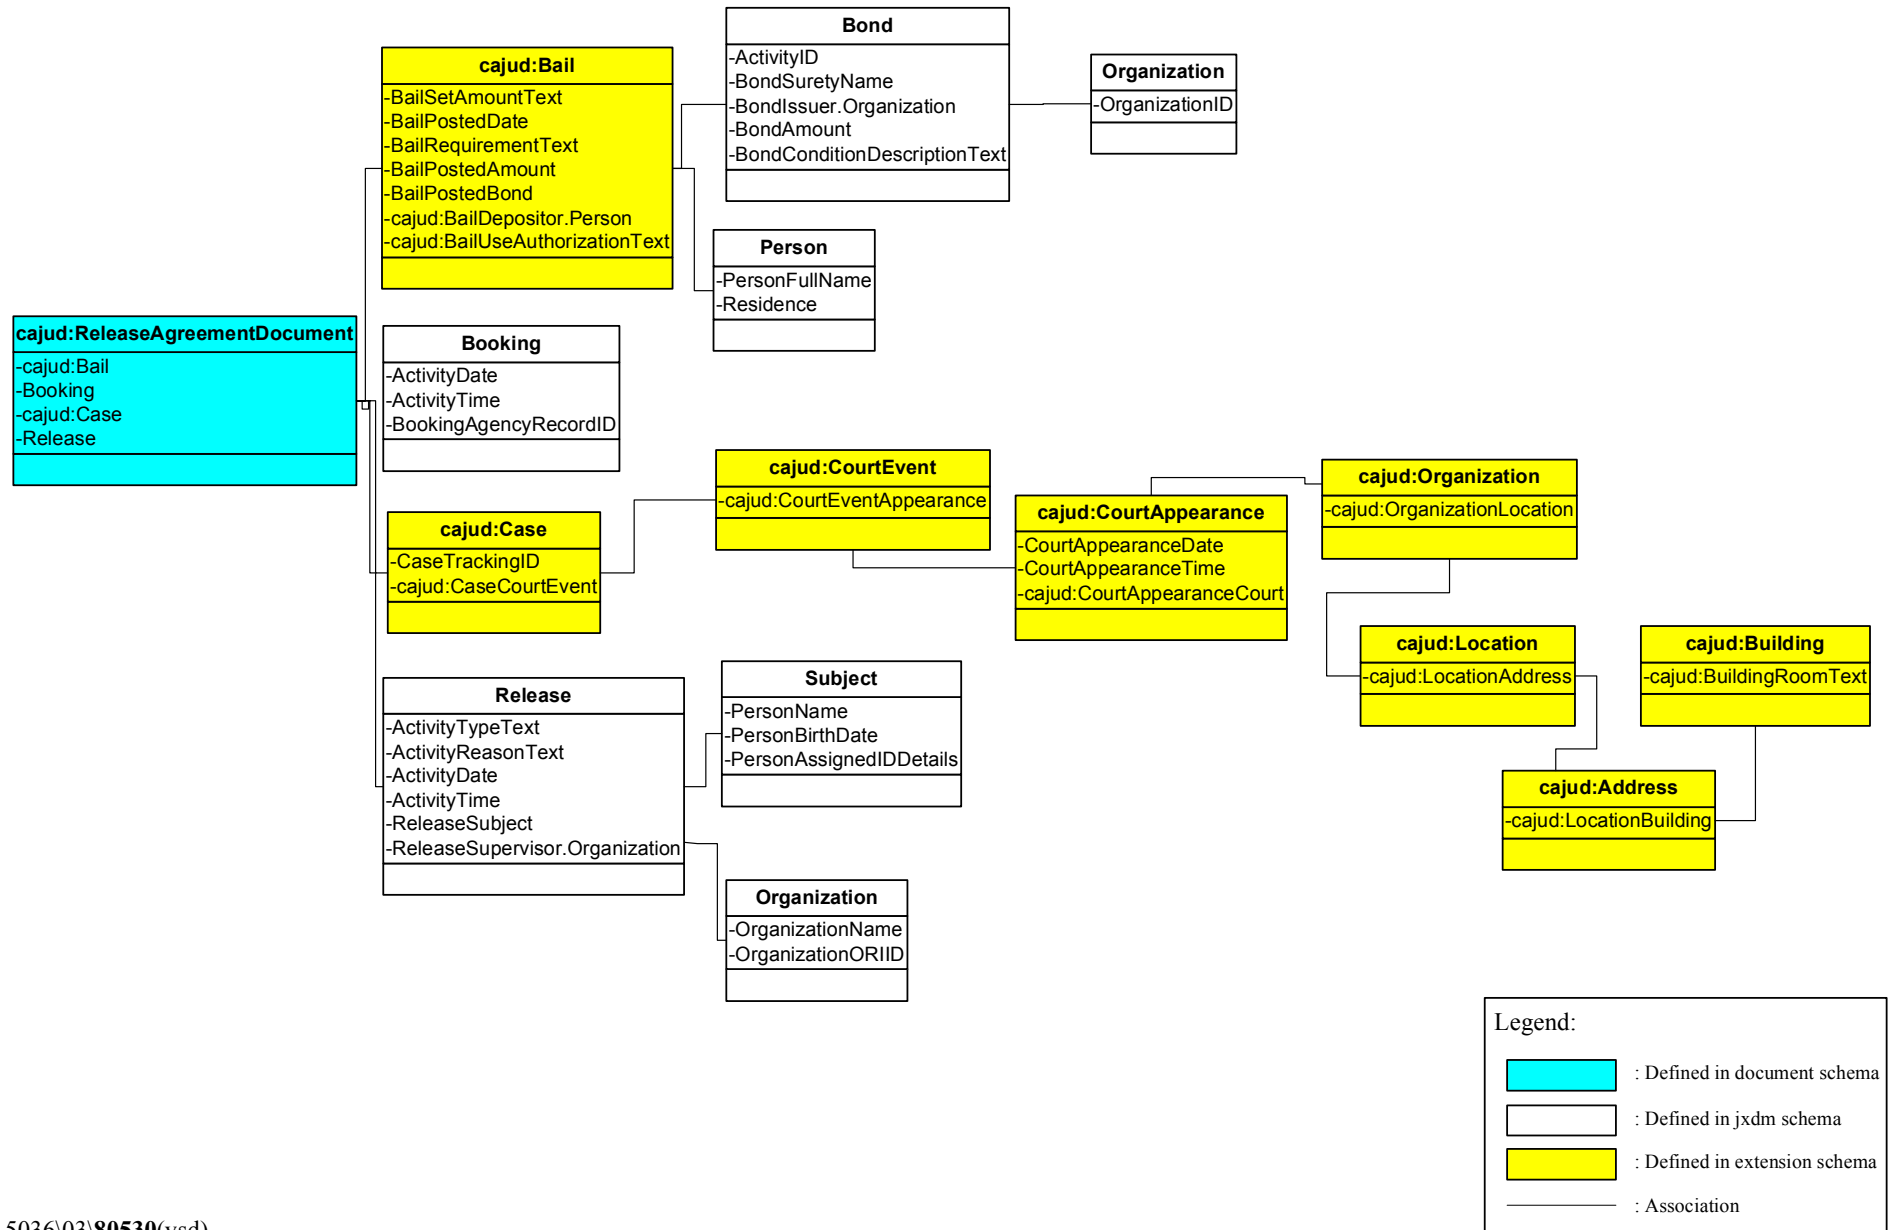 Bond
-ActivityID
-BondSuretyName
-BondIssuer.Organization
-BondAmount
-BondConditionDescriptionText
cajud:Bail
-BailSetAmountText
-BailPostedDate
-BailRequirementText
-BailPostedAmount
-BailPostedBond
-cajud:BailDepositor.Person
-cajud:BailUseAuthorizationText
Organization
-OrganizationID
Person
-PersonFullName
-Residence
cajud:ReleaseAgreementDocument
-cajud:Bail
-Booking
-cajud:Case
-Release
Booking
-ActivityDate
-ActivityTime
-BookingAgencyRecordID
cajud:CourtEvent
-cajud:CourtEventAppearance
cajud:Organization
-cajud:OrganizationLocation
cajud:CourtAppearance
-CourtAppearanceDate
-CourtAppearanceTime
-cajud:CourtAppearanceCourt
cajud:Case
-CaseTrackingID
-cajud:CaseCourtEvent
cajud:Location
-cajud:LocationAddress
cajud:Building
-cajud:BuildingRoomText
Subject
-PersonName
-PersonBirthDate
-PersonAssignedIDDetails
Release
-ActivityTypeText
-ActivityReasonText
-ActivityDate
-ActivityTime
-ReleaseSubject
-ReleaseSupervisor.Organization
cajud:Address
-cajud:LocationBuilding
Organization
-OrganizationName
-OrganizationORIID
Legend:
: Defined in document schema
: Defined in jxdm schema
: Defined in extension schema
: Association
5036\03\80530(vsd)